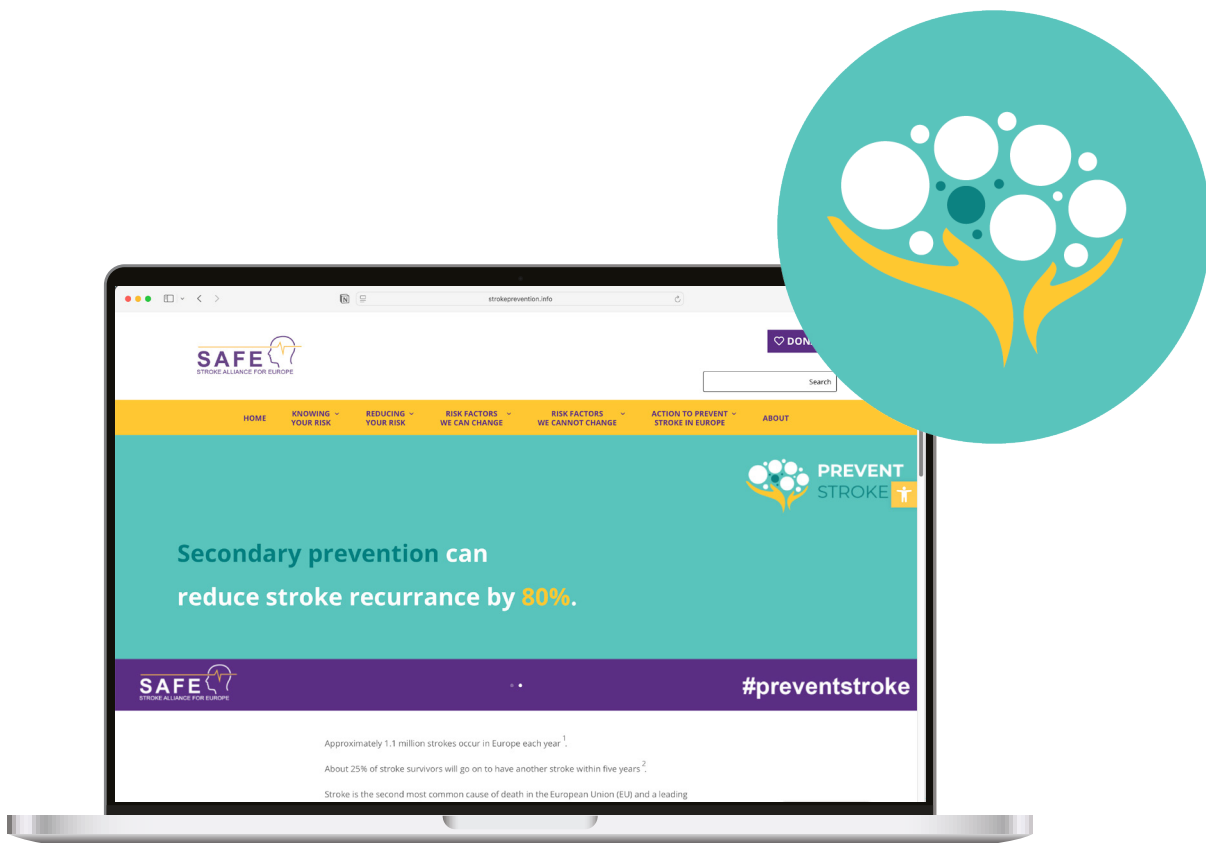 strokeprevention.info
SAFE
STROKE ALLIANCE FOR EUROPE
Search
HOME
KNOWING
YOUR RISK
REDUCING
YOUR RISK
RISK FACTORS
WE CAN CHANGE
RISK FACTORS
WE CANNOT CHANGE
ACTION TO PREVENT
STROKE IN EUROPE
ABOUT
PREVENT
STROKE
Secondary prevention can
reduce stroke recurrance by 80%.
SAFE
STROKE ALLIANCE FOR EUROPE
#preventstroke
Approximately 1.1 million strokes occur in Europe each year 1.
About 25% of stroke survivors will go on to have another stroke within five years 2.
Stroke is the second most common cause of death in the European Union (EU) and a leading